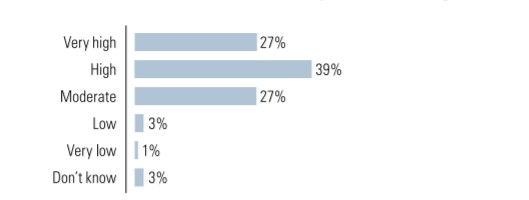 Very high 27%
High 39%
Moderate 27%
Low 3%
Very low 1%
Don't know 3%